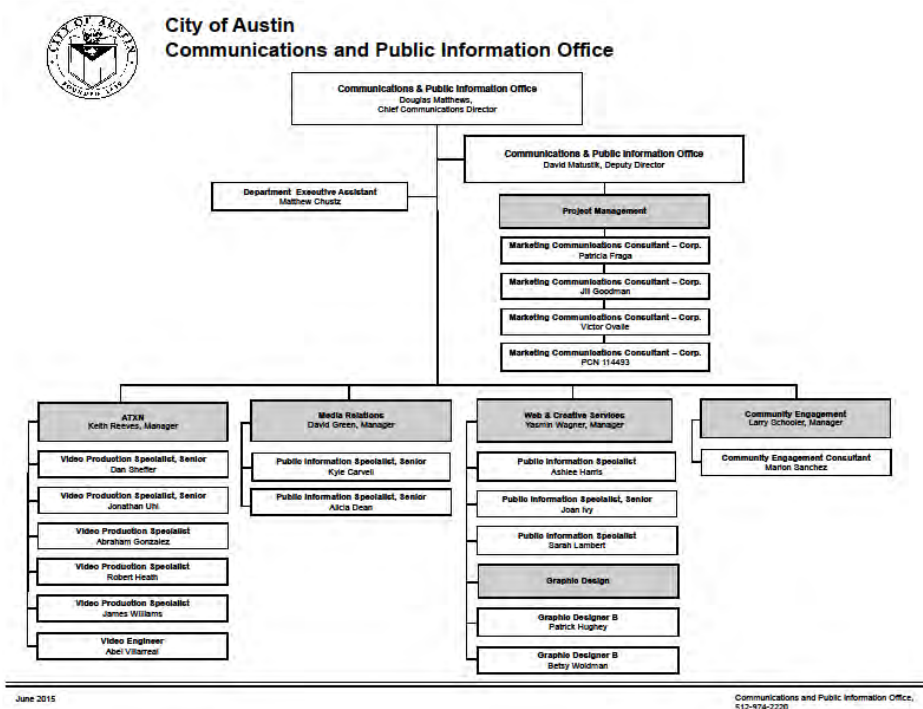 CITY OF AUSTIN
FOUNDED 1839
City of Austin
Communications and Public Information Office
Communications & Public Information Office
Douglas Matthews,
Chief Communications Director
Communications & Public Information Office
David Matustik, Deputy Director
Department Executive Assistant
Matthew Chustz
Project Management
Marketing Communications Consultant – Corp.
Patricia Fraga
Marketing Communications Consultant – Corp.
Jill Goodman
Marketing Communications Consultant – Corp.
Victor Ovalle
Marketing Communications Consultant – Corp.
PCN 114493
ATXN
Keith Reeves, Manager
Video Production Specialist, Senior
Dan Sheffer
Video Production Specialist, Senior
Jonathan Uhl
Video Production Specialist
Abraham Gonzalez
Video Production Specialist
Robert Heath
Video Production Specialist
James Williams
Video Engineer
Abel Villarreal
Media Relations
David Green, Manager
Public Information Specialist, Senior
Kyle Carvell
Public Information Specialist, Senior
Alicia Dean
Web & Creative Services
Yasmin Wagner, Manager
Public Information Specialist
Ashlee Harris
Public Information Specialist, Senior
Joan Ivy
Public Information Specialist
Sarah Lambert
Graphic Design
Graphic Designer B
Patrick Hughey
Graphic Designer B
Betsy Woldman
Community Engagement
Larry Schooler, Manager
Community Engagement Consultant
Marion Sanchez
June 2015
Communications and Public Information Office,
512-974-2220